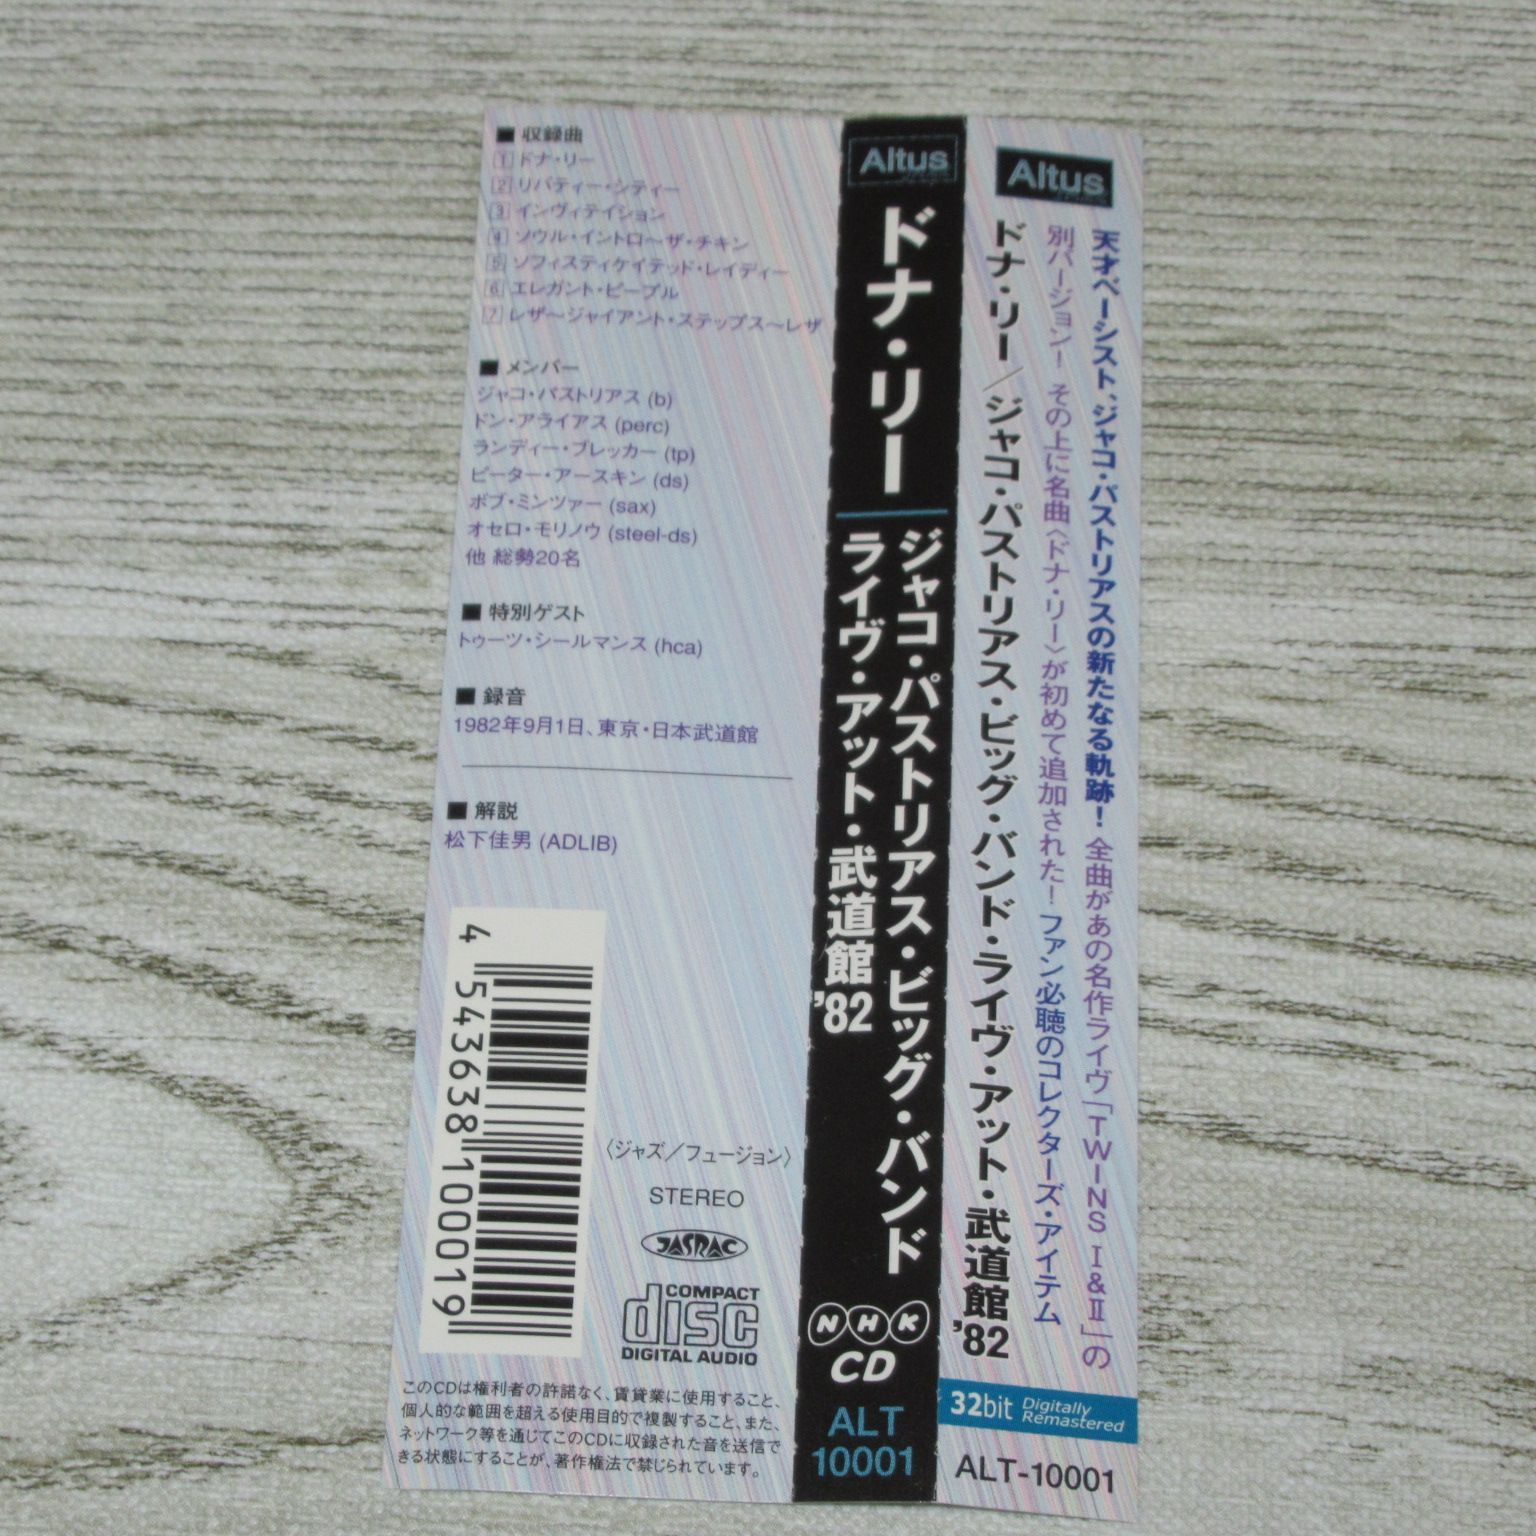 ■ 収録曲
1 ドナ・リー
2 リバティー・シティー
3 インヴィテイション
4 ソウル・イントロ〜ザ・チキン
5 ソフィスティケイテッド・レイディー
6 エレガント・ピープル
7 レザ〜ジャイアント・ステップス〜レザ
■ メンバー
ジャコ・パストリアス (b)
ドン・アライアス (perc)
ランディー・ブレッカー (tp)
ピーター・アースキン (ds)
ボブ・ミンツァー (sax)
オセロ・モリノウ (steel-ds)
他 総勢20名
■ 特別ゲスト
トゥーツ・シールマンス (hca)
■ 録音
1982年9月1日、東京・日本武道館
■ 解説
松下佳男 (ADLIB)
4 543638 100019
〈ジャズ／フュージョン〉
STEREO
JASRAC
COMPACT
disc
DIGITAL AUDIO
このCDは権利者の許諾なく、賃貸業に使用すること、
個人的な範囲を超える使用目的で複製すること、また、
ネットワーク等を通じてこのCDに収録された音を送信で
きる状態にすることが、著作権法で禁じられています。
Altus
ドナ・リー
ジャコ・パストリアス・ビッグ・バンド
ライヴ・アット・武道館'82
NHK
CD
ALT
10001
Altus
天才ベーシスト、ジャコ・パストリアスの新たなる軌跡！ 全曲があの名作ライヴ「TWINS Ⅰ&Ⅱ」の
別バージョン！ その上に名曲〈ドナ・リー〉が初めて追加された！ ファン必聴のコレクターズ・アイテム
ドナ・リー／ジャコ・パストリアス・ビッグ・バンド・ライヴ・アット・武道館'82
32bit Digitally
Remastered
ALT-10001